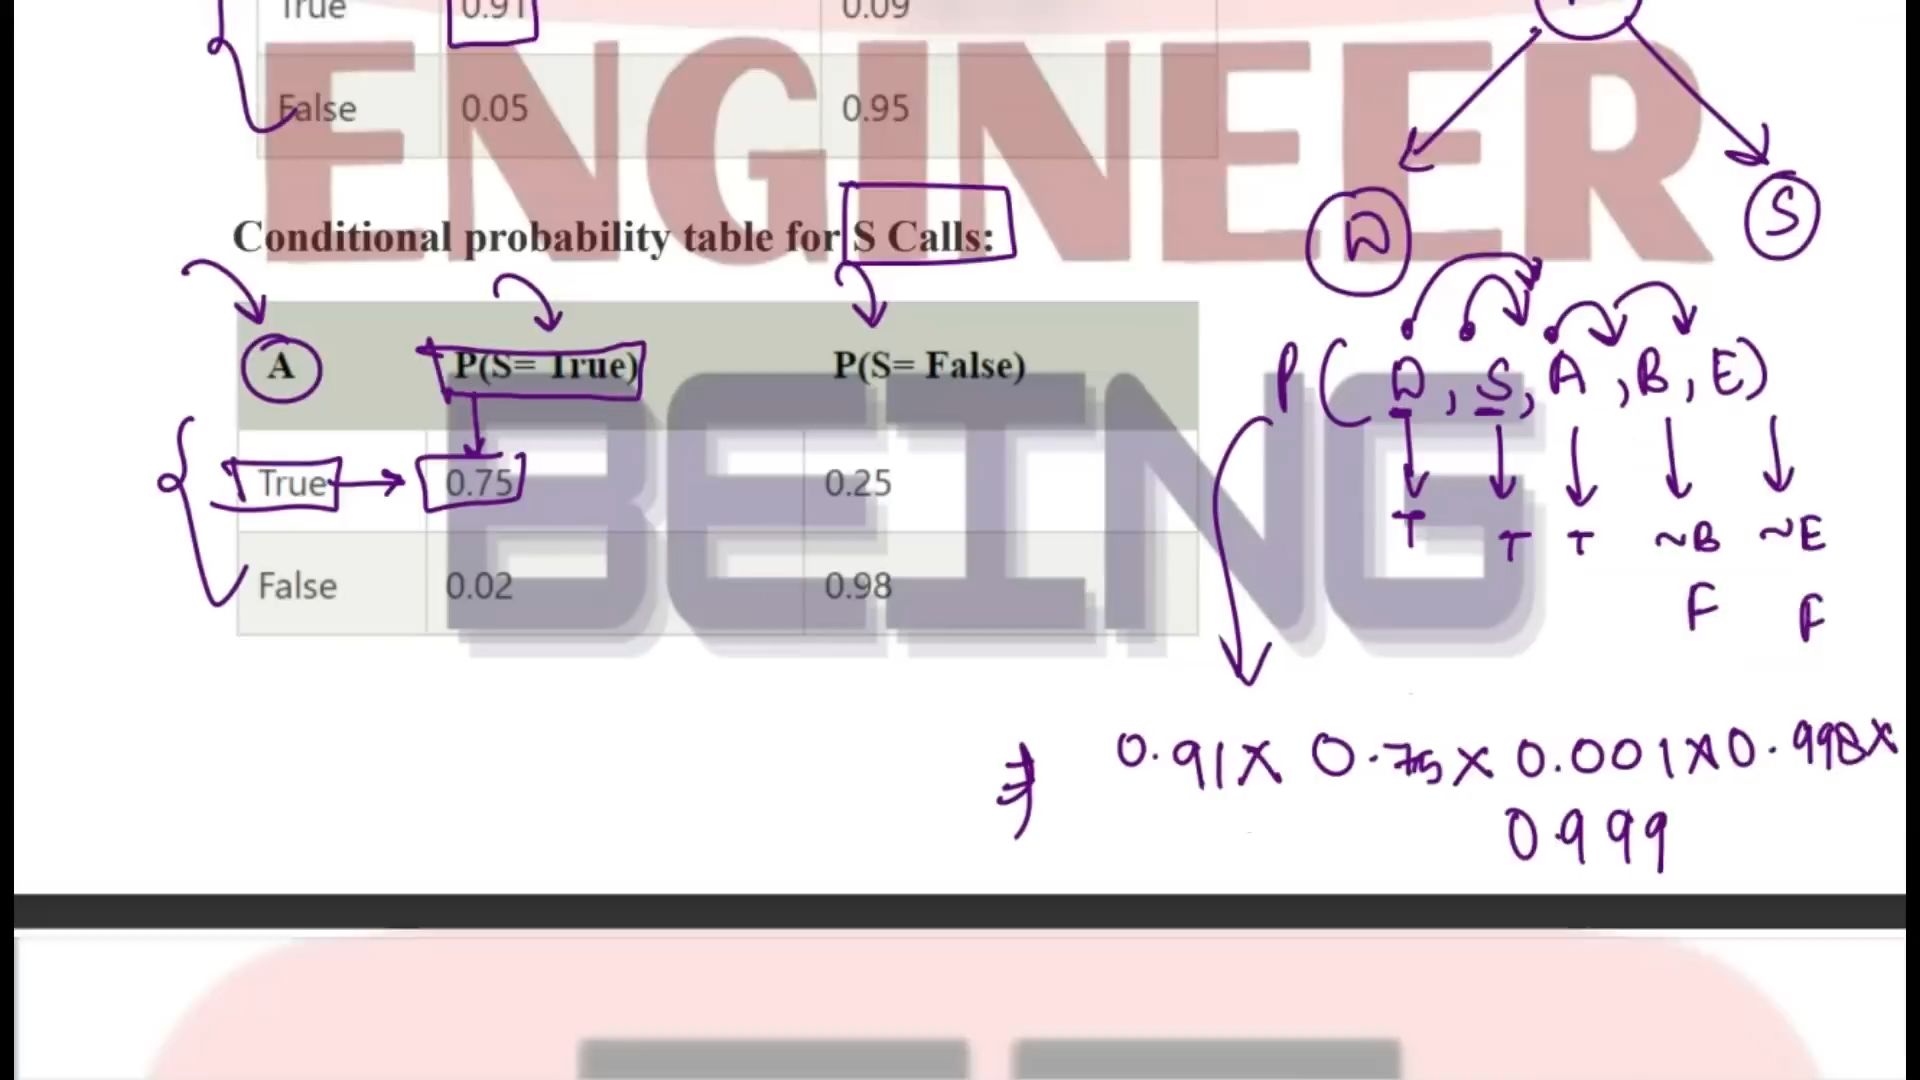 True 0.91 0.09
ENGINEER
False 0.05 0.95
Conditional probability table for S Calls:
D S
A P(S= True) P(S= False)
P(D, S, A, B, E)
True 0.75 0.25
T T T ~B ~E
False 0.02 0.98
F F
BEING
0.91 x 0.75 x 0.001 x 0.998 x
0.999